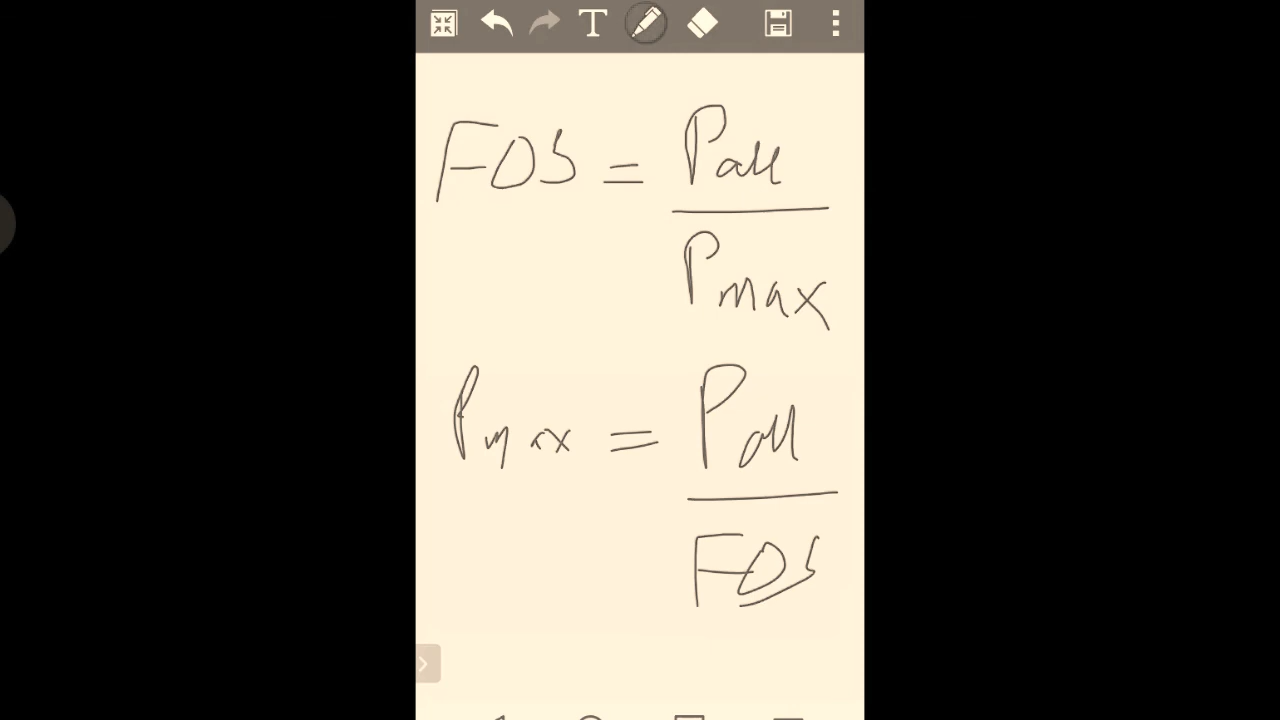 T
FOS = Pall
Pmax
Pmax = Pall
FOS